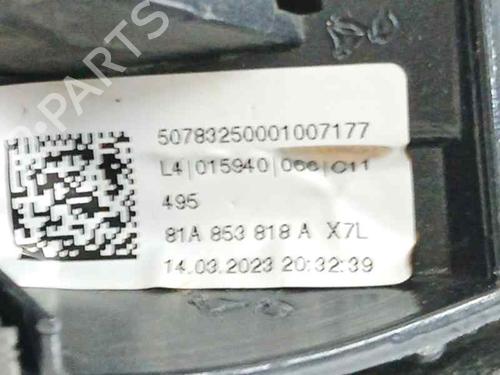 50783250001007177
L4|015940|066|C11
495
81A 853 818 A X7L
14.03.2023 20:32:39
B-PARTS